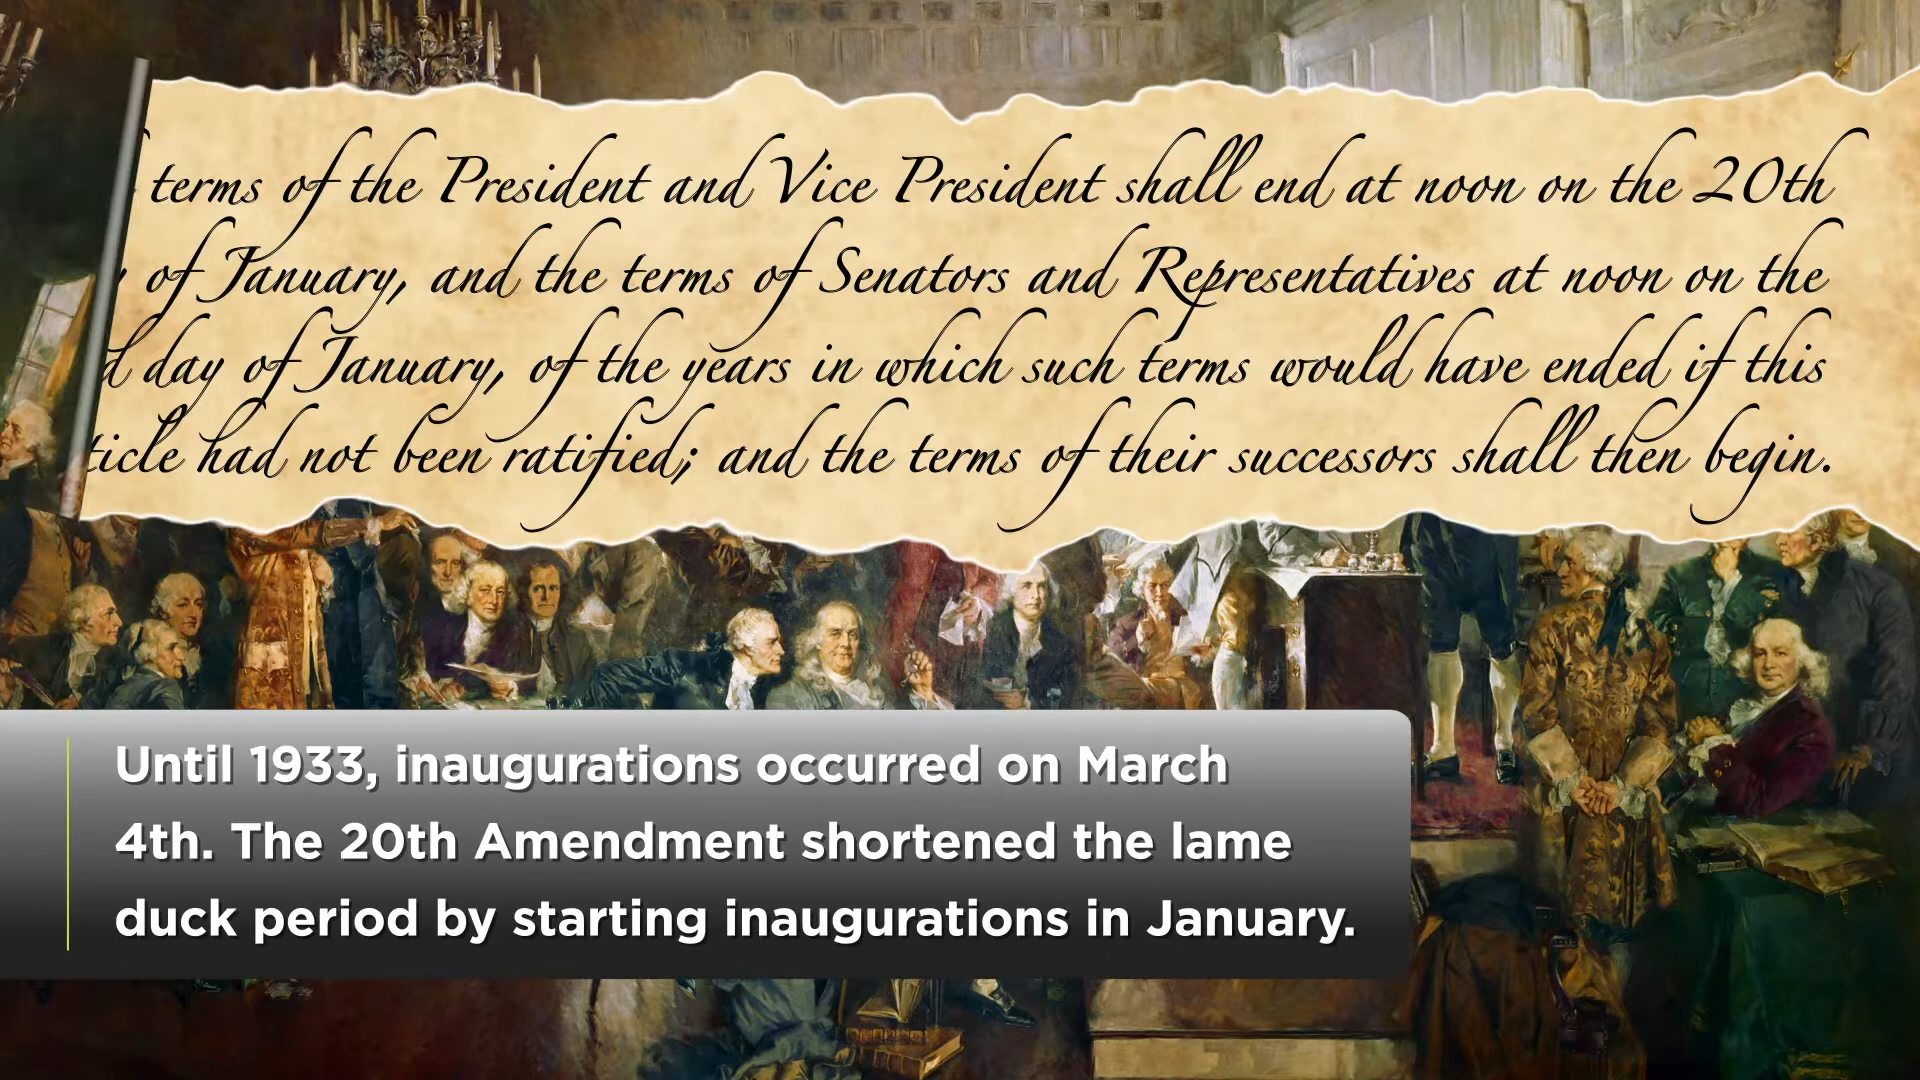 terms of the President and Vice President shall end at noon on the 20th
of January, and the terms of Senators and Representatives at noon on the
d day of January, of the years in which such terms would have ended if this
ticle had not been ratified; and the terms of their successors shall then begin.
Until 1933, inaugurations occurred on March
4th. The 20th Amendment shortened the lame
duck period by starting inaugurations in January.